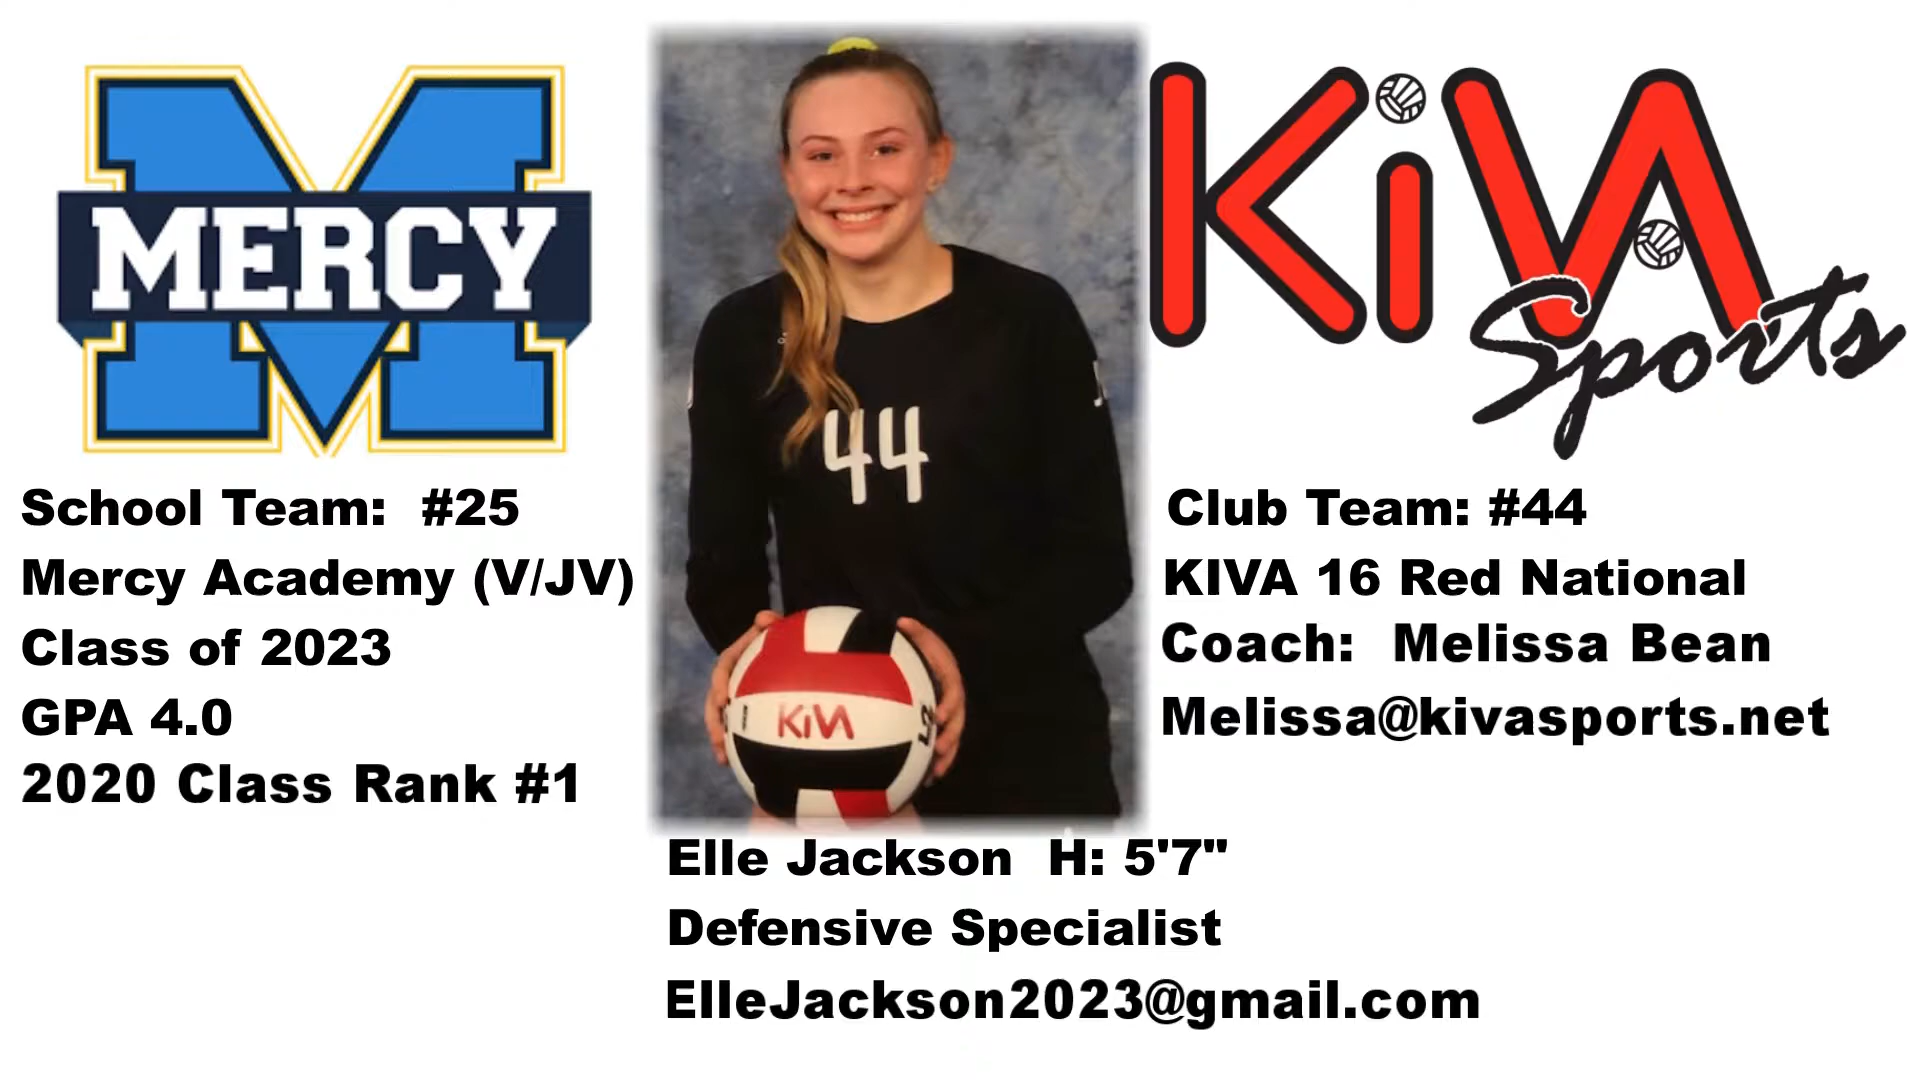 MERCY
School Team:  #25
Mercy Academy (V/JV)
Class of 2023
GPA 4.0
2020 Class Rank #1
44
KiVA
Elle Jackson  H: 5'7"
Defensive Specialist
ElleJackson2023@gmail.com
KiVA
Sports
Club Team: #44
KIVA 16 Red National
Coach:  Melissa Bean
Melissa@kivasports.net